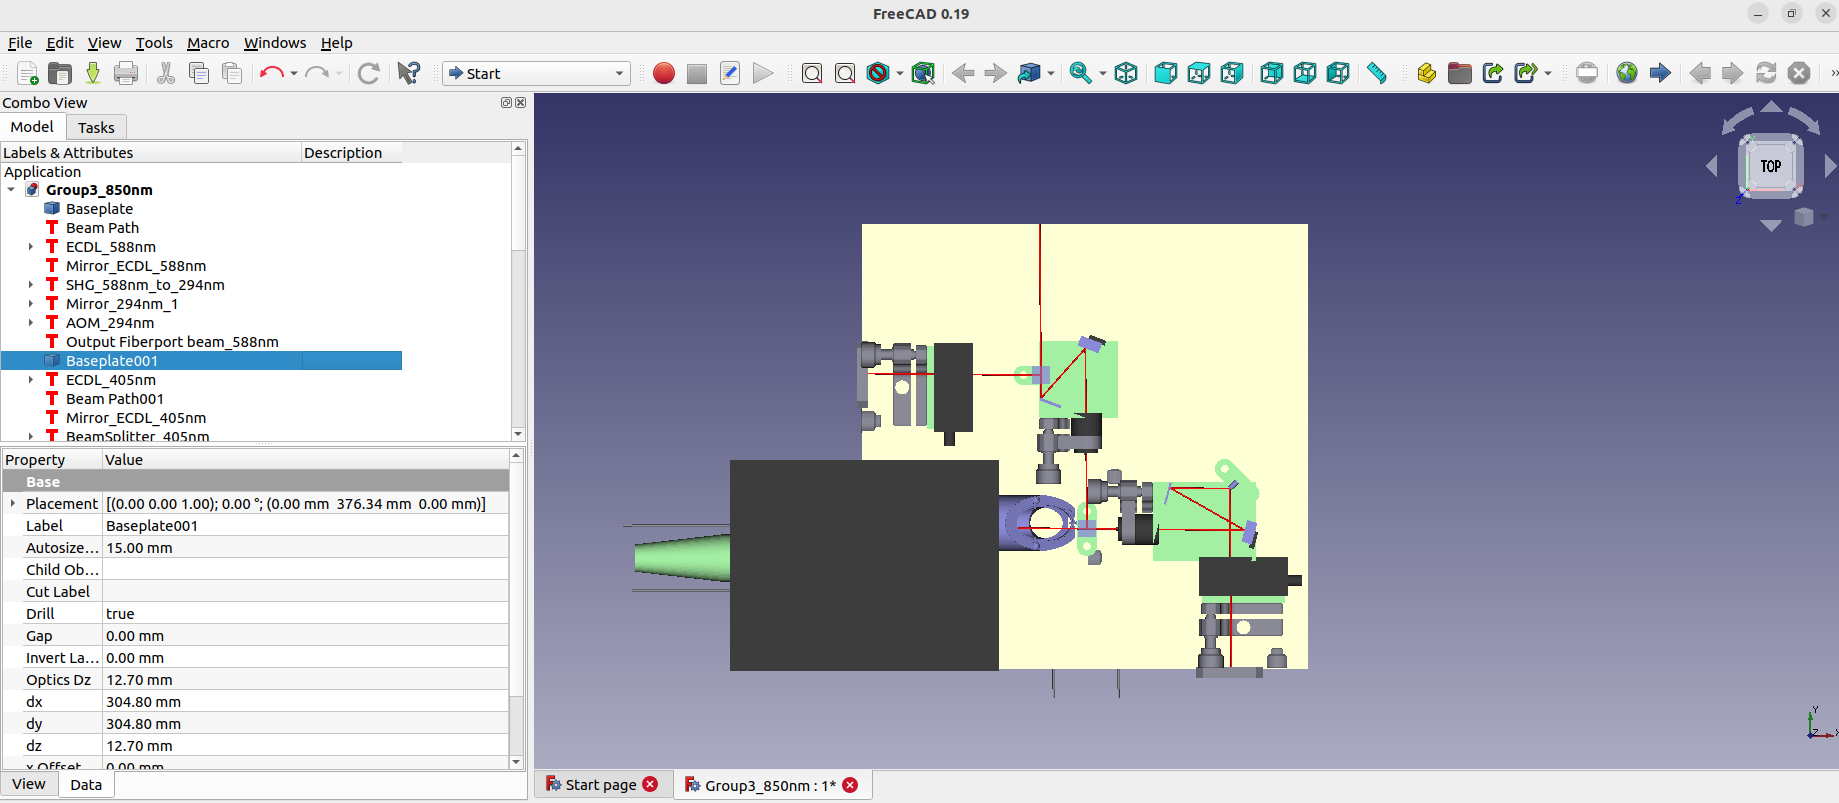 FreeCAD 0.19
File Edit View Tools Macro Windows Help
Start
Combo View
Model Tasks
Labels & Attributes Description
Application
Group3_850nm
Baseplate
Beam Path
ECDL_588nm
Mirror_ECDL_588nm
SHG_588nm_to_294nm
Mirror_294nm_1
AOM_294nm
Output Fiberport beam_588nm
Baseplate001
ECDL_405nm
Beam Path001
Mirror_ECDL_405nm
BeamSplitter_405nm
Property Value
Base
Placement [(0.00 0.00 1.00); 0.00 °; (0.00 mm 376.34 mm 0.00 mm)]
Label Baseplate001
Autosize... 15.00 mm
Child Ob...
Cut Label
Drill true
Gap 0.00 mm
Invert La... 0.00 mm
Optics Dz 12.70 mm
dx 304.80 mm
dy 304.80 mm
dz 12.70 mm
x Offset 0.00 mm
View Data
TOP
Z
Y
Z X
Start page
Group3_850nm : 1*